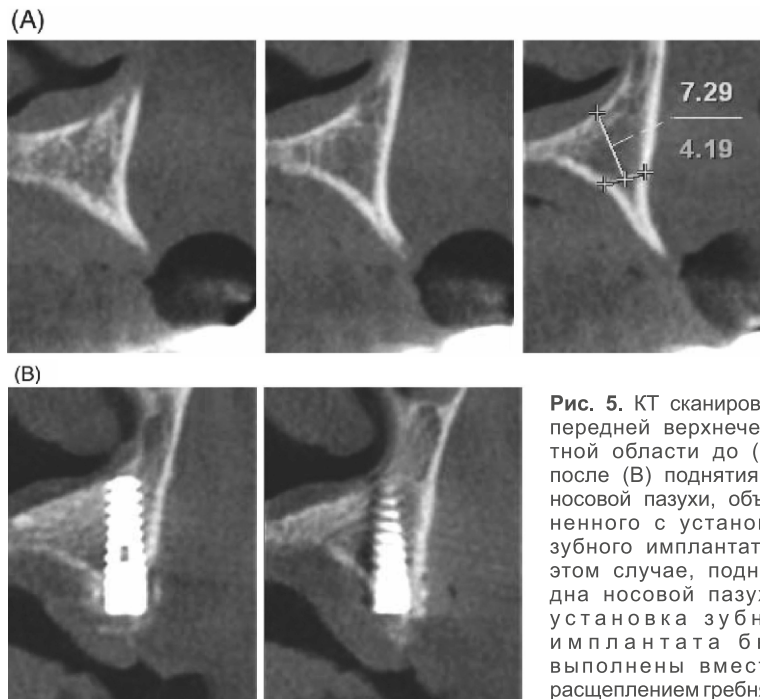 (A)
7.29
4.19
(B)
Рис. 5. КТ сканиров
передней верхнече
тной области до (
после (В) поднятия
носовой пазухи, объ
ненного с установ
зубного имплантат
этом случае, подн
дна носовой пазух
установка зубн
имплантата б
выполнены вмест
расщеплением гребня